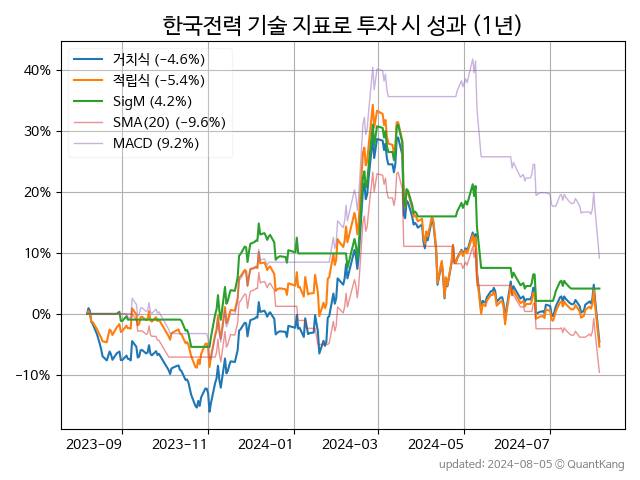 한국전력 기술 지표로 투자 시 성과 (1년)
거치식 (−4.6%)
적립식 (−5.4%)
SigM (4.2%)
SMA(20) (−9.6%)
MACD (9.2%)
40%
30%
20%
10%
0%
−10%
2023-09
2023-11
2024-01
2024-03
2024-05
2024-07
updated: 2024-08-05 © QuantKang